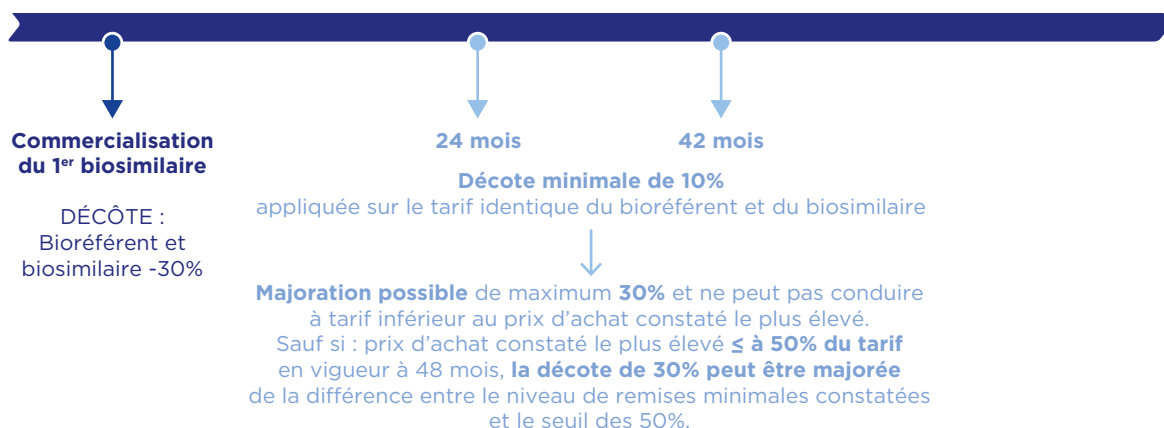 Commercialisation
du 1er biosimilaire
DÉCÔTE :
Bioréférent et
biosimilaire -30%
24 mois
42 mois
Décote minimale de 10%
appliquée sur le tarif identique du bioréférent et du biosimilaire
Majoration possible de maximum 30% et ne peut pas conduire
à tarif inférieur au prix d’achat constaté le plus élevé.
Sauf si : prix d’achat constaté le plus élevé ≤ à 50% du tarif
en vigueur à 48 mois, la décote de 30% peut être majorée
de la différence entre le niveau de remises minimales constatées
et le seuil des 50%.